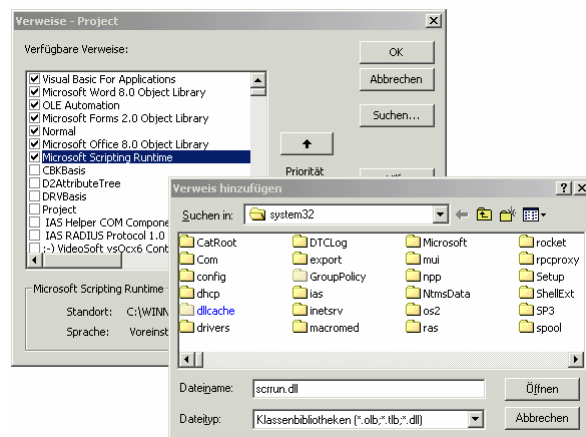 Verweise - Project
Verfügbare Verweise:
OK
Abbrechen
Suchen...
Visual Basic For Applications
Microsoft Word 8.0 Object Library
OLE Automation
Microsoft Forms 2.0 Object Library
Normal
Microsoft Office 8.0 Object Library
Microsoft Scripting Runtime
CBKBasis
D2AttributeTree
DRVBasis
Project
IAS Helper COM Compone
IAS RADIUS Protocol 1.0
:-) VideoSoft vsOcx6 Cont
Priorität
Microsoft Scripting Runtime
Standort: C:\WINN
Sprache: Voreinst
Verweis hinzufügen
Suchen in: system32
CatRoot DTCLog Microsoft rocket
Com export mui rpcproxy
config GroupPolicy npp Setup
dhcp ias NtmsData ShellExt
dllcache inetsrv os2 SP3
drivers macromed ras spool
Dateiname: scrrun.dll Öffnen
Dateityp: Klassenbibliotheken (*.olb;*.tlb;*.dll) Abbrechen